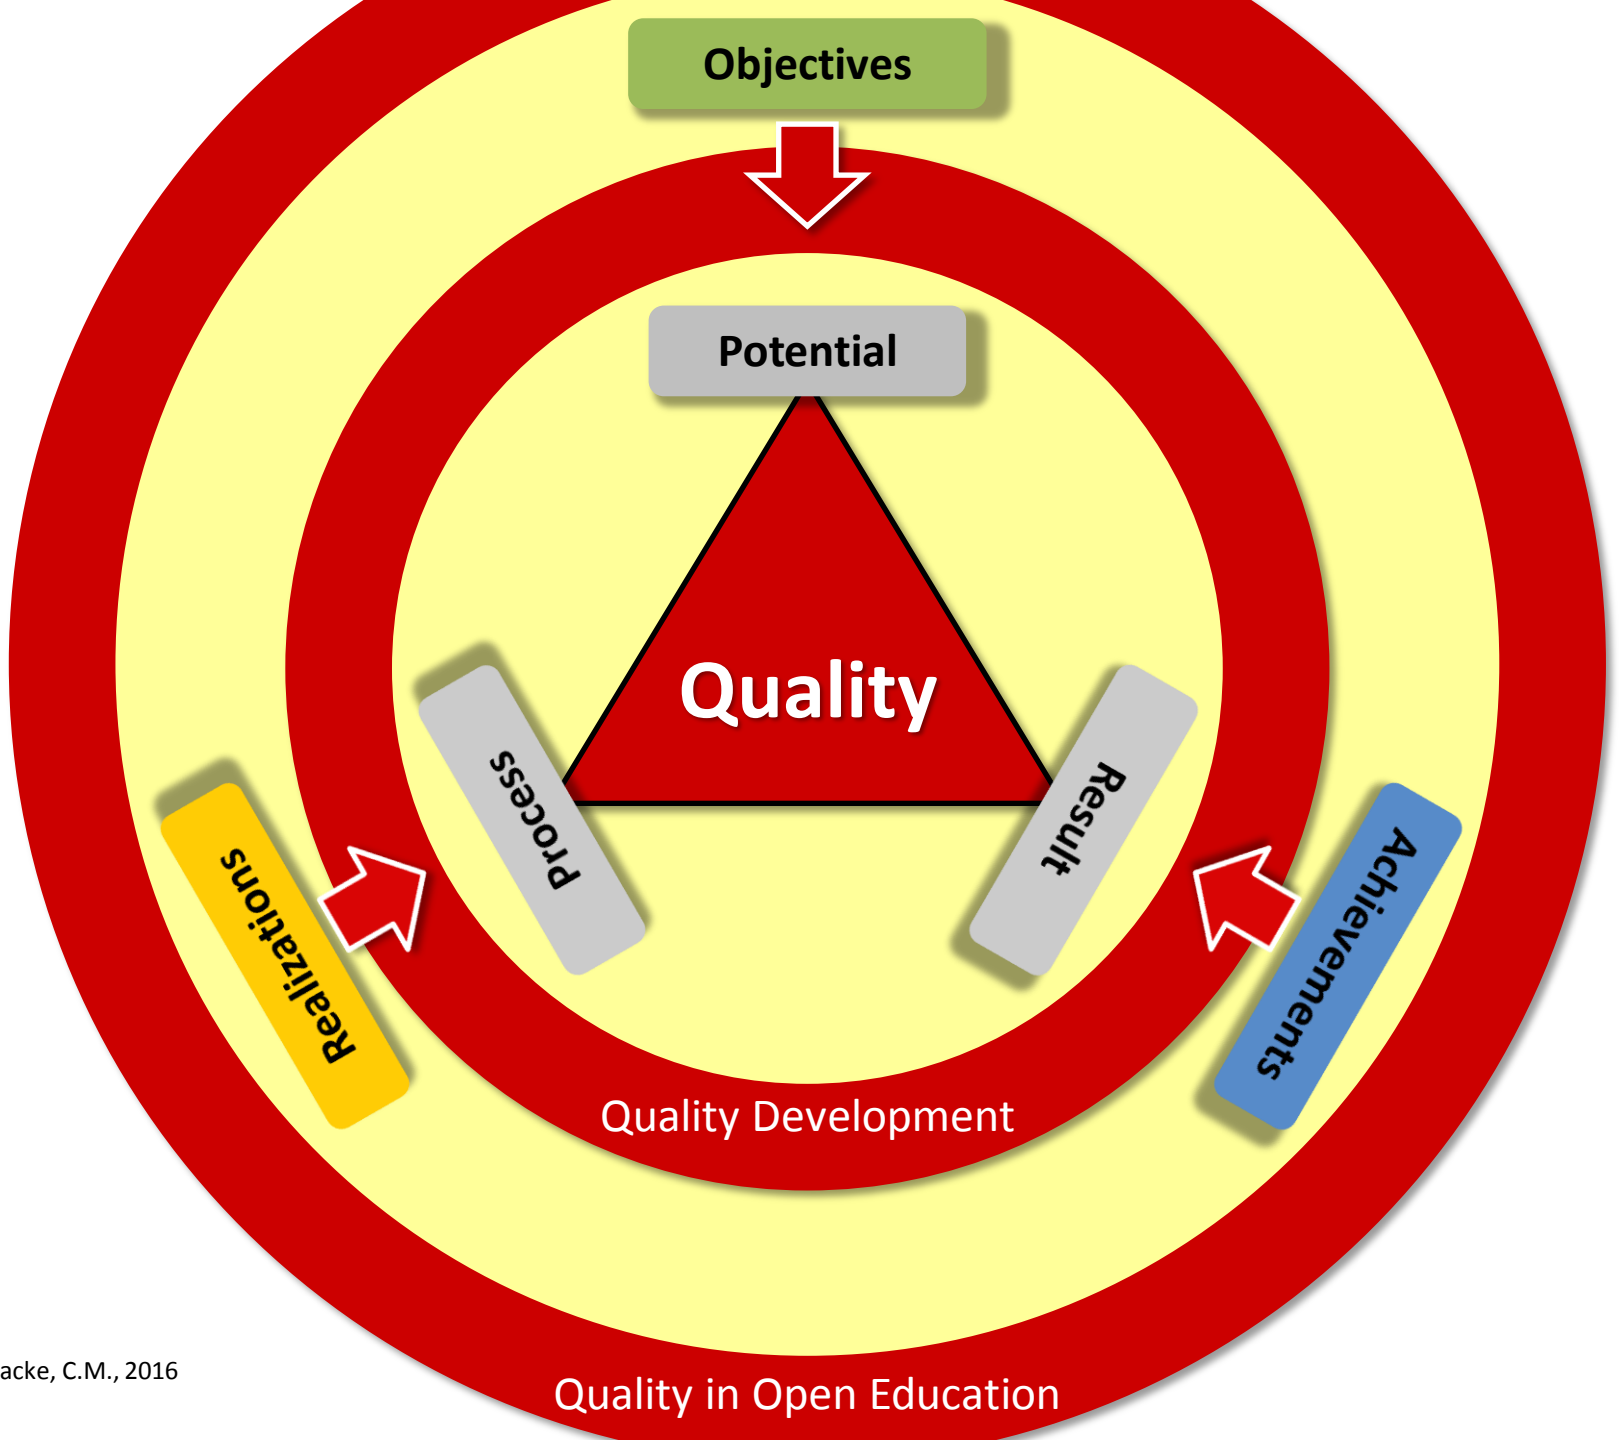 Objectives
Potential
Quality
Process
Result
Realizations
Achievements
Quality Development
acke, C.M., 2016
Quality in Open Education